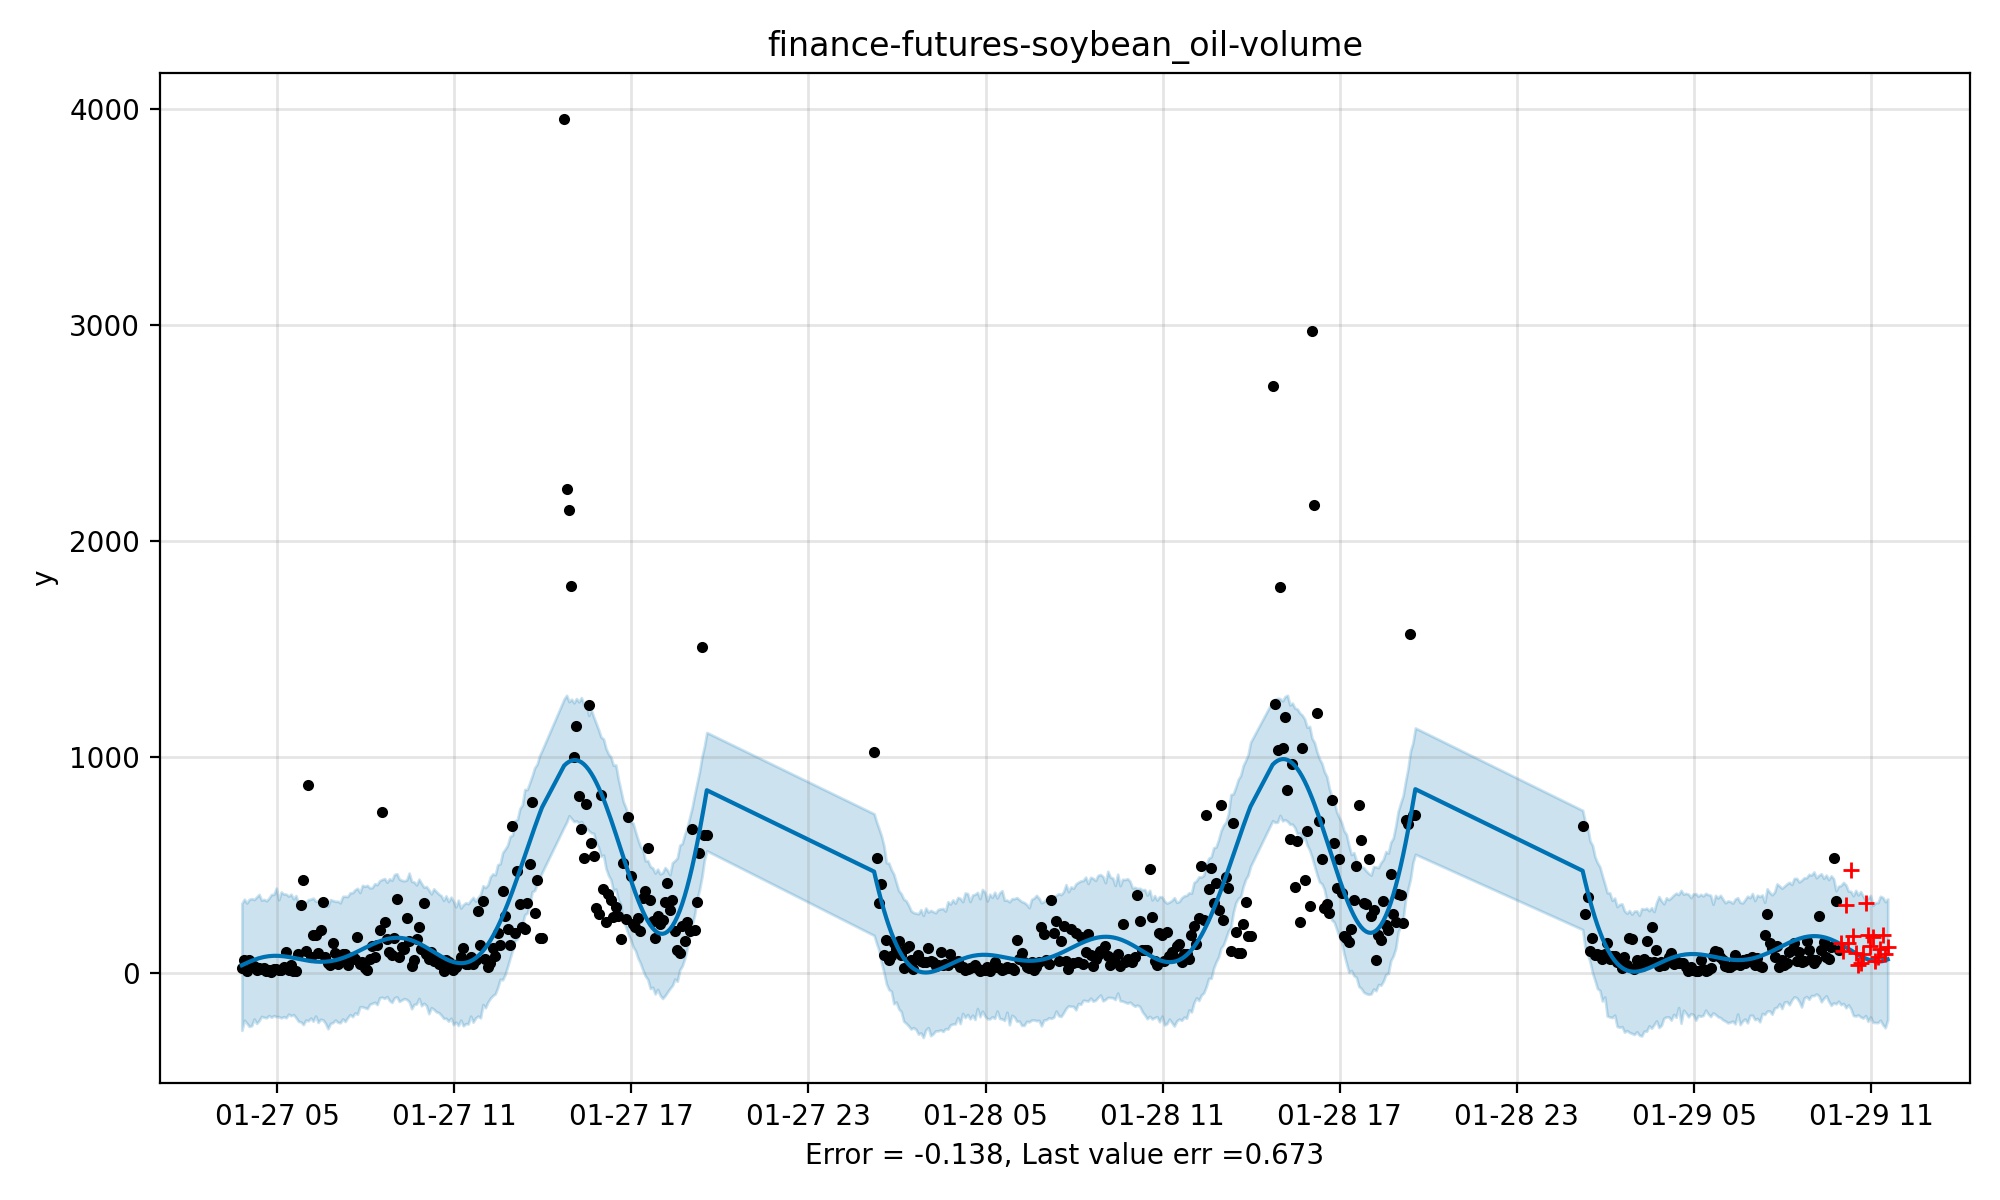 finance-futures-soybean_oil-volume
4000
3000
2000
1000
0
y
01-27 05 01-27 11 01-27 17 01-27 23 01-28 05 01-28 11 01-28 17 01-28 23 01-29 05 01-29 11
Error = -0.138, Last value err =0.673